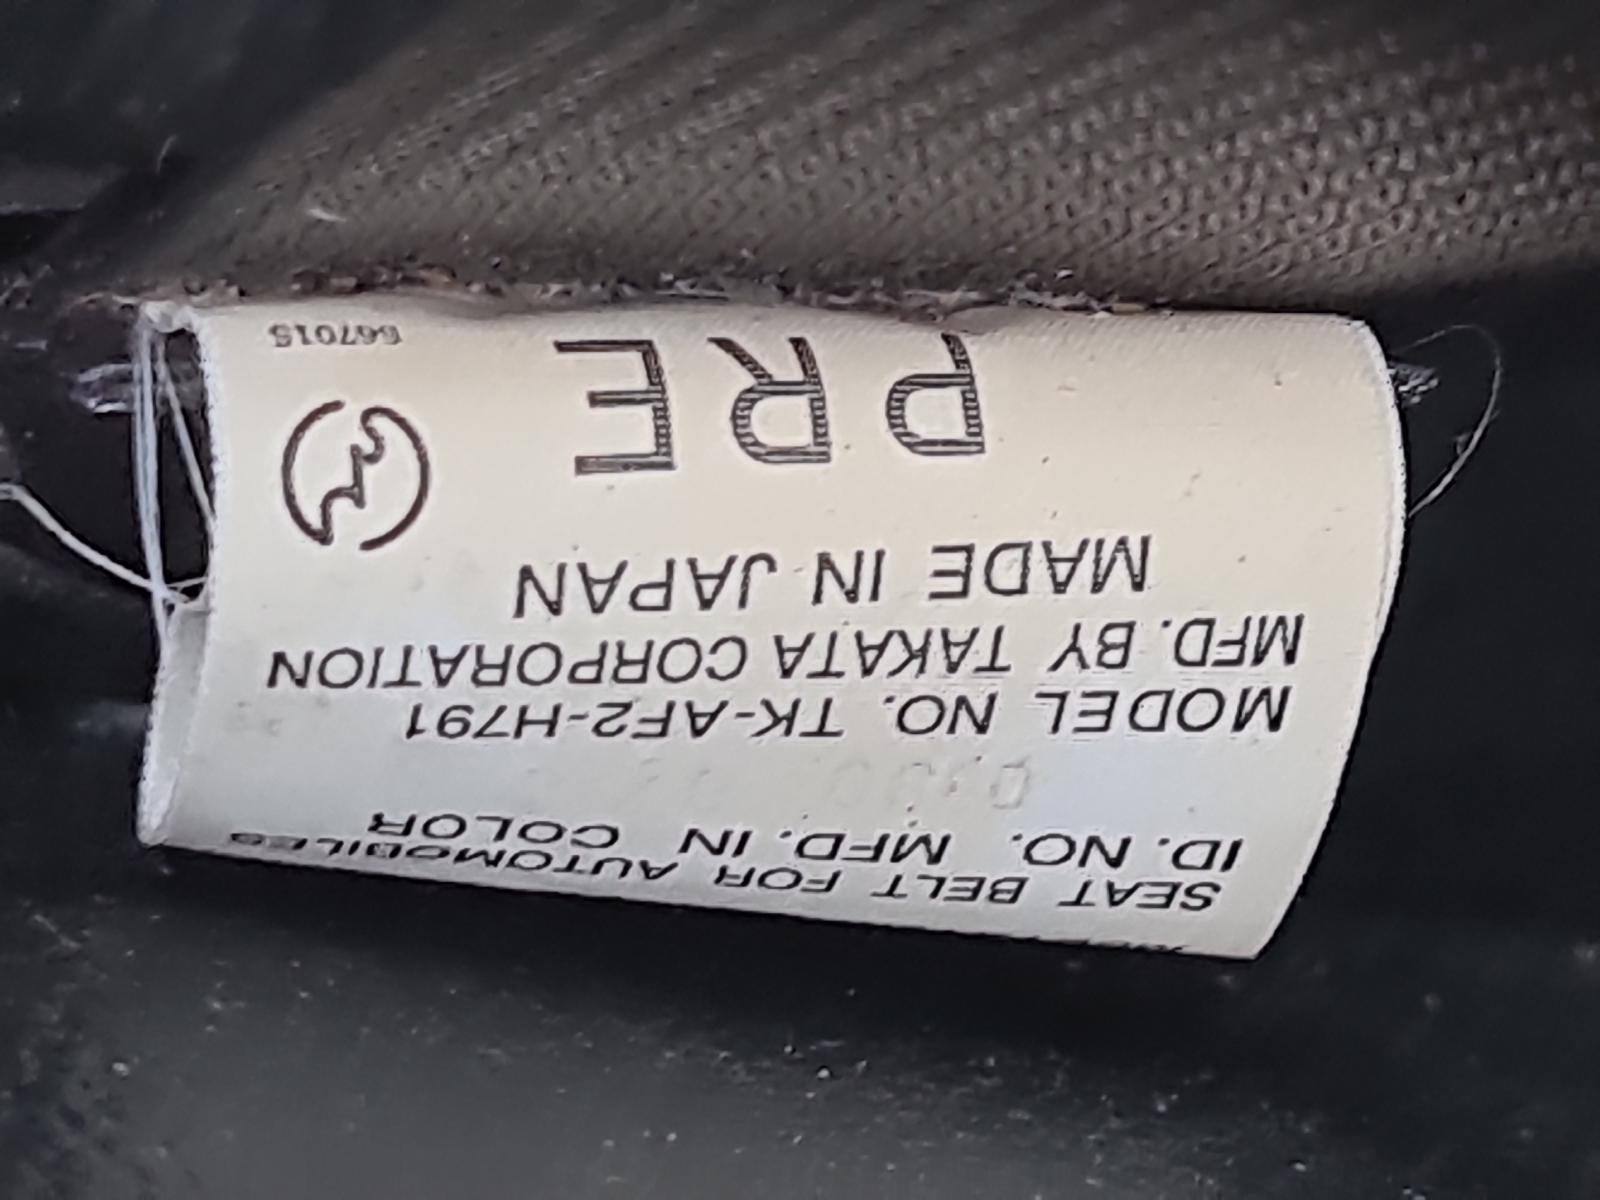 SEAT BELT FOR AUTOMOBILES
ID. NO. MFD. IN COLOR
MODEL NO. TK-AF2-H791
MFD. BY TAKATA CORPORATION
MADE IN JAPAN
PRE